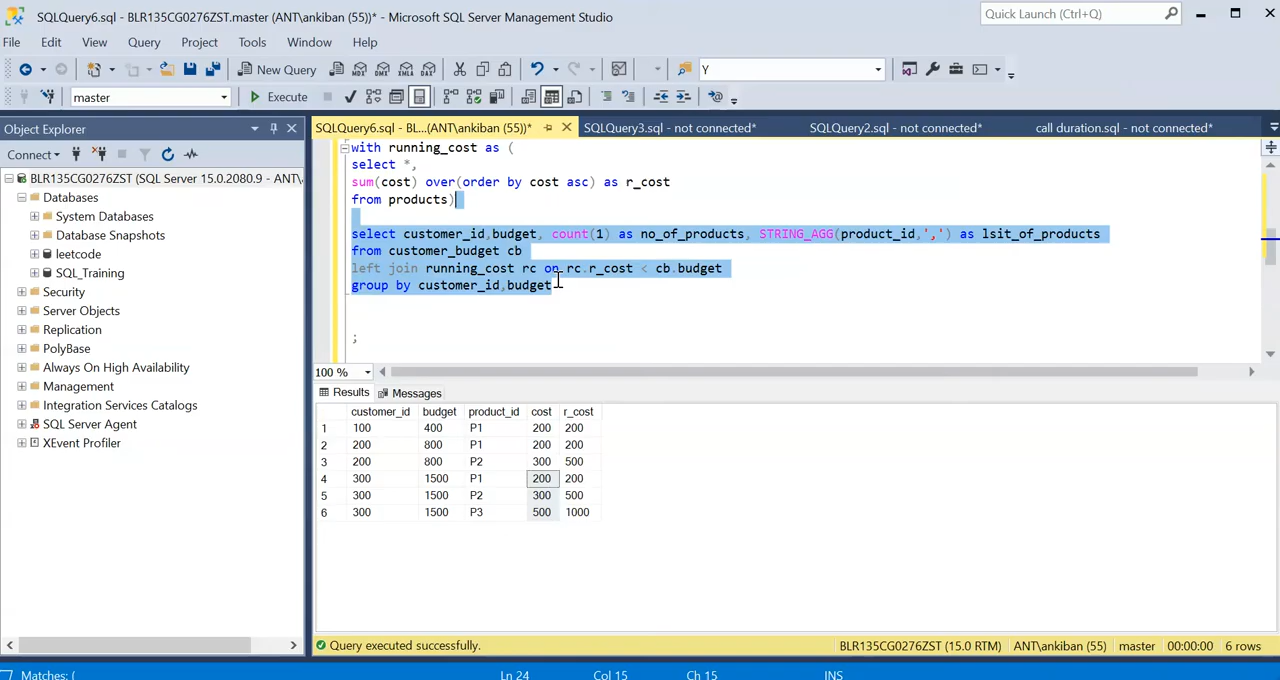 SQLQuery6.sql - BLR135CG0276ZST.master (ANT\ankiban (55))* - Microsoft SQL Server Management Studio
Quick Launch (Ctrl+Q)
File Edit View Query Project Tools Window Help
New Query
MDX DMX XMLA DAX
Y
master
Execute
Object Explorer
SQLQuery6.sql - BL...(ANT\ankiban (55))*
SQLQuery3.sql - not connected*
SQLQuery2.sql - not connected*
call duration.sql - not connected*
Connect
BLR135CG0276ZST (SQL Server 15.0.2080.9 - ANT\
Databases
System Databases
Database Snapshots
leetcode
SQL_Training
Security
Server Objects
Replication
PolyBase
Always On High Availability
Management
Integration Services Catalogs
SQL Server Agent
XEvent Profiler
with running_cost as (
select *,
sum(cost) over(order by cost asc) as r_cost
from products)
select customer_id,budget, count(1) as no_of_products, STRING_AGG(product_id,',') as lsit_of_products
from customer_budget cb
left join running_cost rc on rc.r_cost < cb.budget
group by customer_id,budget
;
100 %
Results Messages
customer_id budget product_id cost r_cost
1 100 400 P1 200 200
2 200 800 P1 200 200
3 200 800 P2 300 500
4 300 1500 P1 200 200
5 300 1500 P2 300 500
6 300 1500 P3 500 1000
Query executed successfully.
BLR135CG0276ZST (15.0 RTM) ANT\ankiban (55) master 00:00:00 6 rows
Matches: (
Ln 24 Col 15 Ch 15 INS